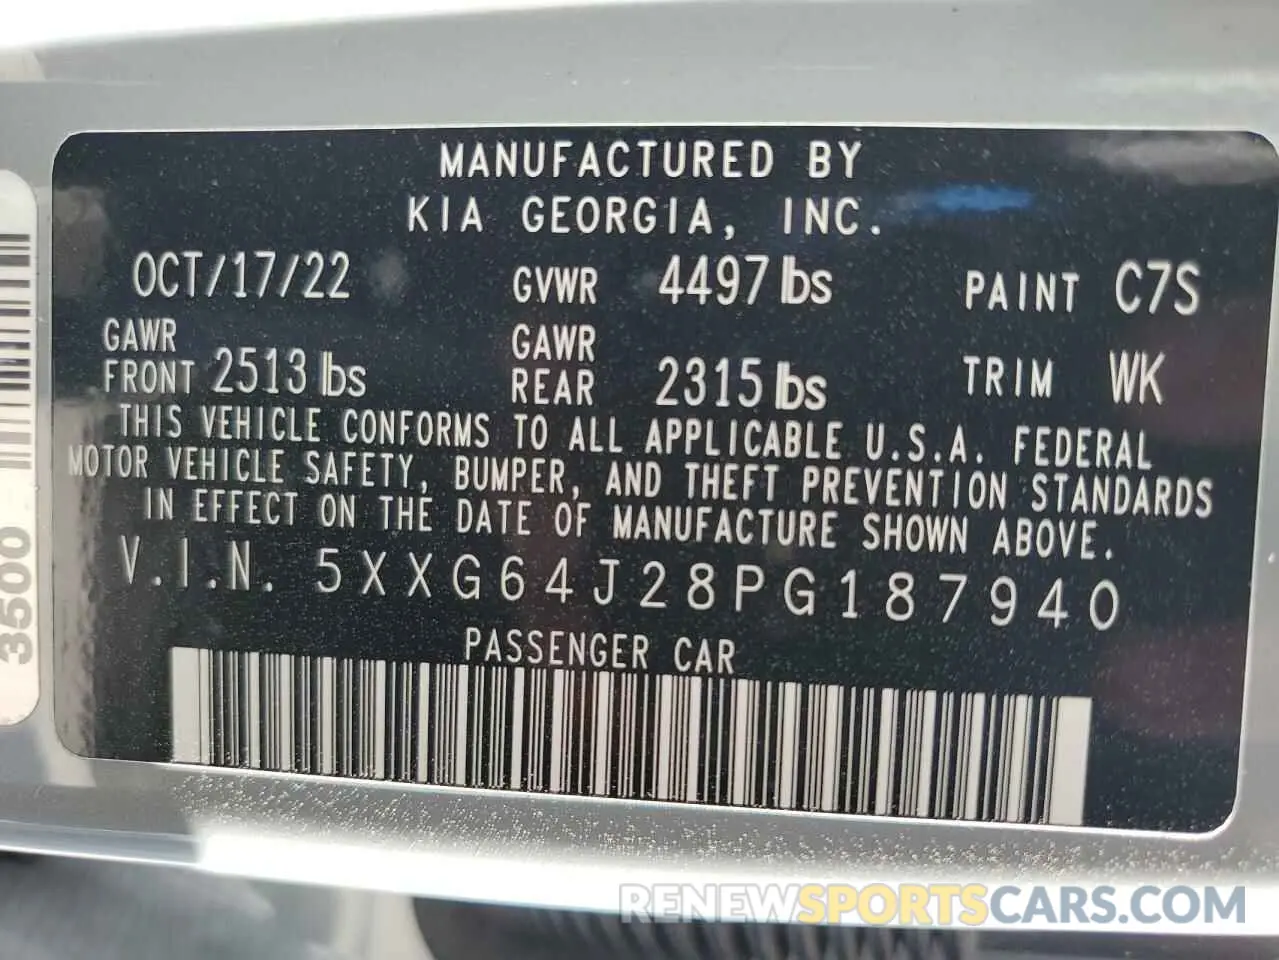 MANUFACTURED BY
KIA GEORGIA, INC.
OCT/17/22 GVWR 4497 lbs PAINT C7S
GAWR FRONT 2513 lbs GAWR REAR 2315 lbs TRIM WK
THIS VEHICLE CONFORMS TO ALL APPLICABLE U.S.A. FEDERAL
MOTOR VEHICLE SAFETY, BUMPER, AND THEFT PREVENTION STANDARDS
IN EFFECT ON THE DATE OF MANUFACTURE SHOWN ABOVE.
V.I.N. 5XXG64J28PG187940
PASSENGER CAR
3500
RENEWSPORTSCARS.COM